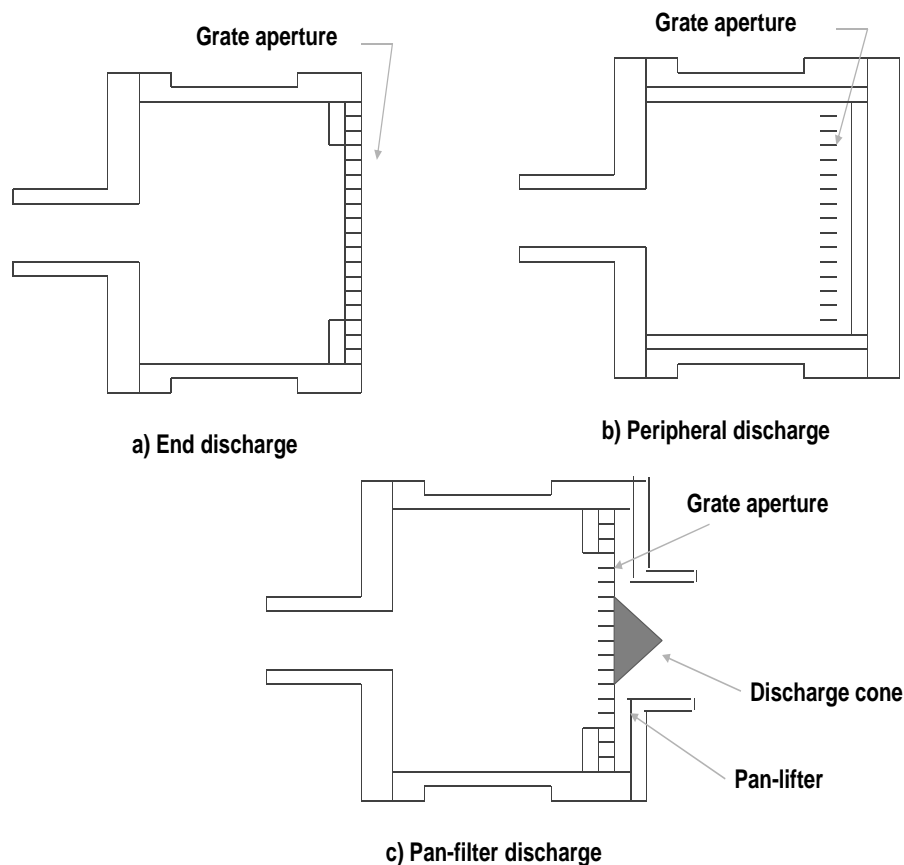 Grate aperture
Grate aperture
a) End discharge
b) Peripheral discharge
Grate aperture
Discharge cone
Pan-lifter
c) Pan-filter discharge